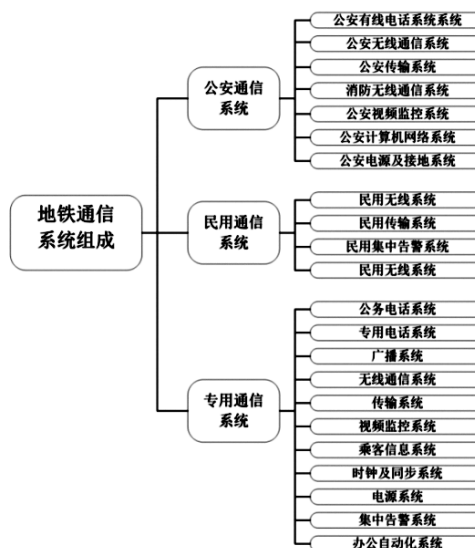 地铁通信
系统组成
公安通信
系统
公安有线电话系统系统
公安无线通信系统
公安传输系统
消防无线通信系统
公安视频监控系统
公安计算机网络系统
公安电源及接地系统
民用通信
系统
民用无线系统
民用传输系统
民用集中告警系统
民用无线系统
专用通信
系统
公务电话系统
专用电话系统
广播系统
无线通信系统
传输系统
视频监控系统
乘客信息系统
时钟及同步系统
电源系统
集中告警系统
办公自动化系统